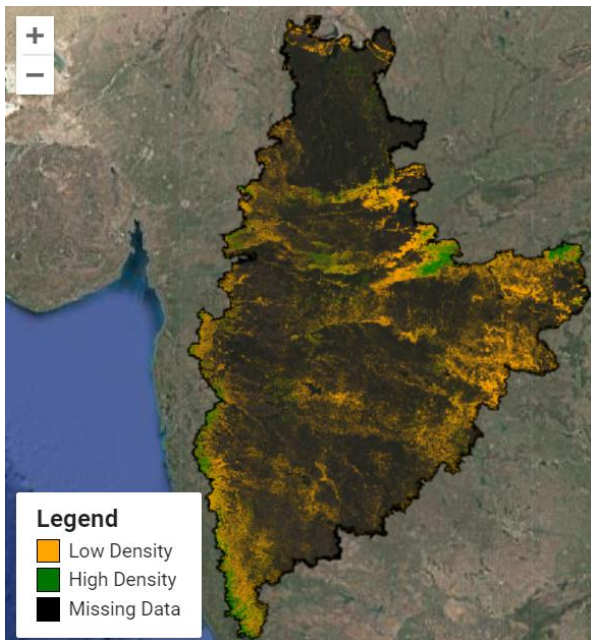 +
−
Legend
Low Density
High Density
Missing Data